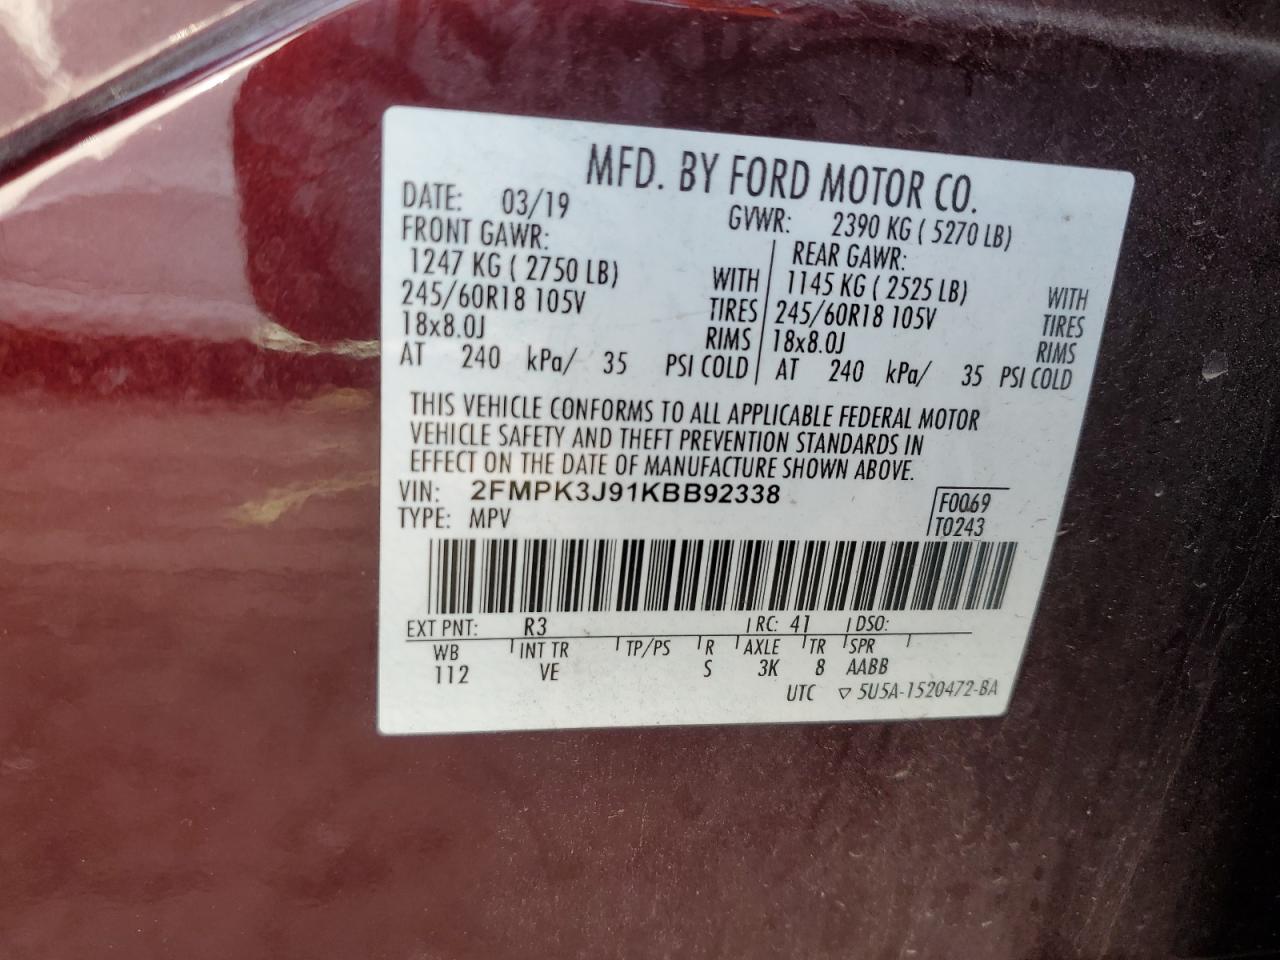 MFD. BY FORD MOTOR CO.
DATE: 03/19 GVWR: 2390 KG ( 5270 LB)
FRONT GAWR: REAR GAWR:
1247 KG ( 2750 LB) WITH 1145 KG ( 2525 LB) WITH
245/60R18 105V TIRES 245/60R18 105V TIRES
18x8.0J RIMS 18x8.0J RIMS
AT 240 kPa/ 35 PSI COLD AT 240 kPa/ 35 PSI COLD
THIS VEHICLE CONFORMS TO ALL APPLICABLE FEDERAL MOTOR
VEHICLE SAFETY AND THEFT PREVENTION STANDARDS IN
EFFECT ON THE DATE OF MANUFACTURE SHOWN ABOVE.
VIN: 2FMPK3J91KBB92338 F0069
TYPE: MPV T0243
EXT PNT: R3 RC: 41 DSO:
WB INT TR TP/PS R AXLE TR SPR
112 VE S 3K 8 AABB
UTC ▽ 5U5A-1520472-BA